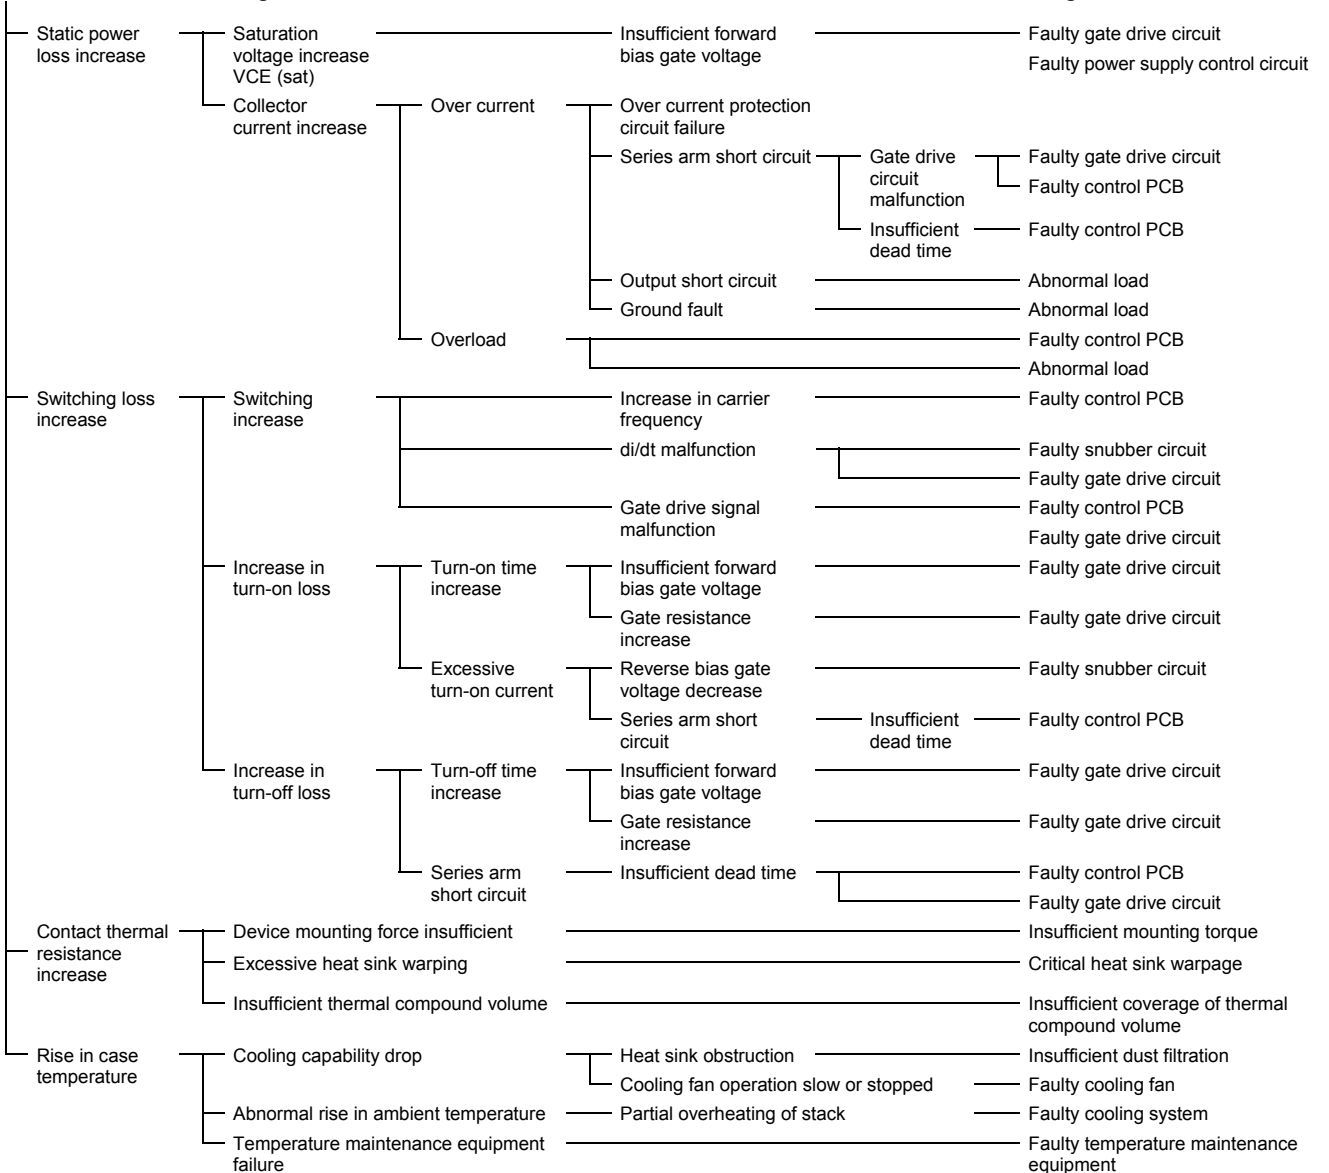 Static power
loss increase
Saturation
voltage increase
VCE (sat)
Insufficient forward
bias gate voltage
Faulty gate drive circuit
Faulty power supply control circuit
Collector
current increase
Over current
Over current protection
circuit failure
Series arm short circuit
Gate drive
circuit
malfunction
Faulty gate drive circuit
Faulty control PCB
Insufficient
dead time
Faulty control PCB
Output short circuit
Abnormal load
Ground fault
Abnormal load
Overload
Faulty control PCB
Abnormal load
Switching loss
increase
Switching
increase
Increase in carrier
frequency
Faulty control PCB
di/dt malfunction
Faulty snubber circuit
Faulty gate drive circuit
Gate drive signal
malfunction
Faulty control PCB
Faulty gate drive circuit
Increase in
turn-on loss
Turn-on time
increase
Insufficient forward
bias gate voltage
Faulty gate drive circuit
Gate resistance
increase
Faulty gate drive circuit
Excessive
turn-on current
Reverse bias gate
voltage decrease
Faulty snubber circuit
Series arm short
circuit
Insufficient
dead time
Faulty control PCB
Increase in
turn-off loss
Turn-off time
increase
Insufficient forward
bias gate voltage
Faulty gate drive circuit
Gate resistance
increase
Faulty gate drive circuit
Series arm
short circuit
Insufficient dead time
Faulty control PCB
Faulty gate drive circuit
Contact thermal
resistance
increase
Device mounting force insufficient
Insufficient mounting torque
Excessive heat sink warping
Critical heat sink warpage
Insufficient thermal compound volume
Insufficient coverage of thermal
compound volume
Rise in case
temperature
Cooling capability drop
Heat sink obstruction
Insufficient dust filtration
Cooling fan operation slow or stopped
Faulty cooling fan
Abnormal rise in ambient temperature
Partial overheating of stack
Faulty cooling system
Temperature maintenance equipment
failure
Faulty temperature maintenance
equipment